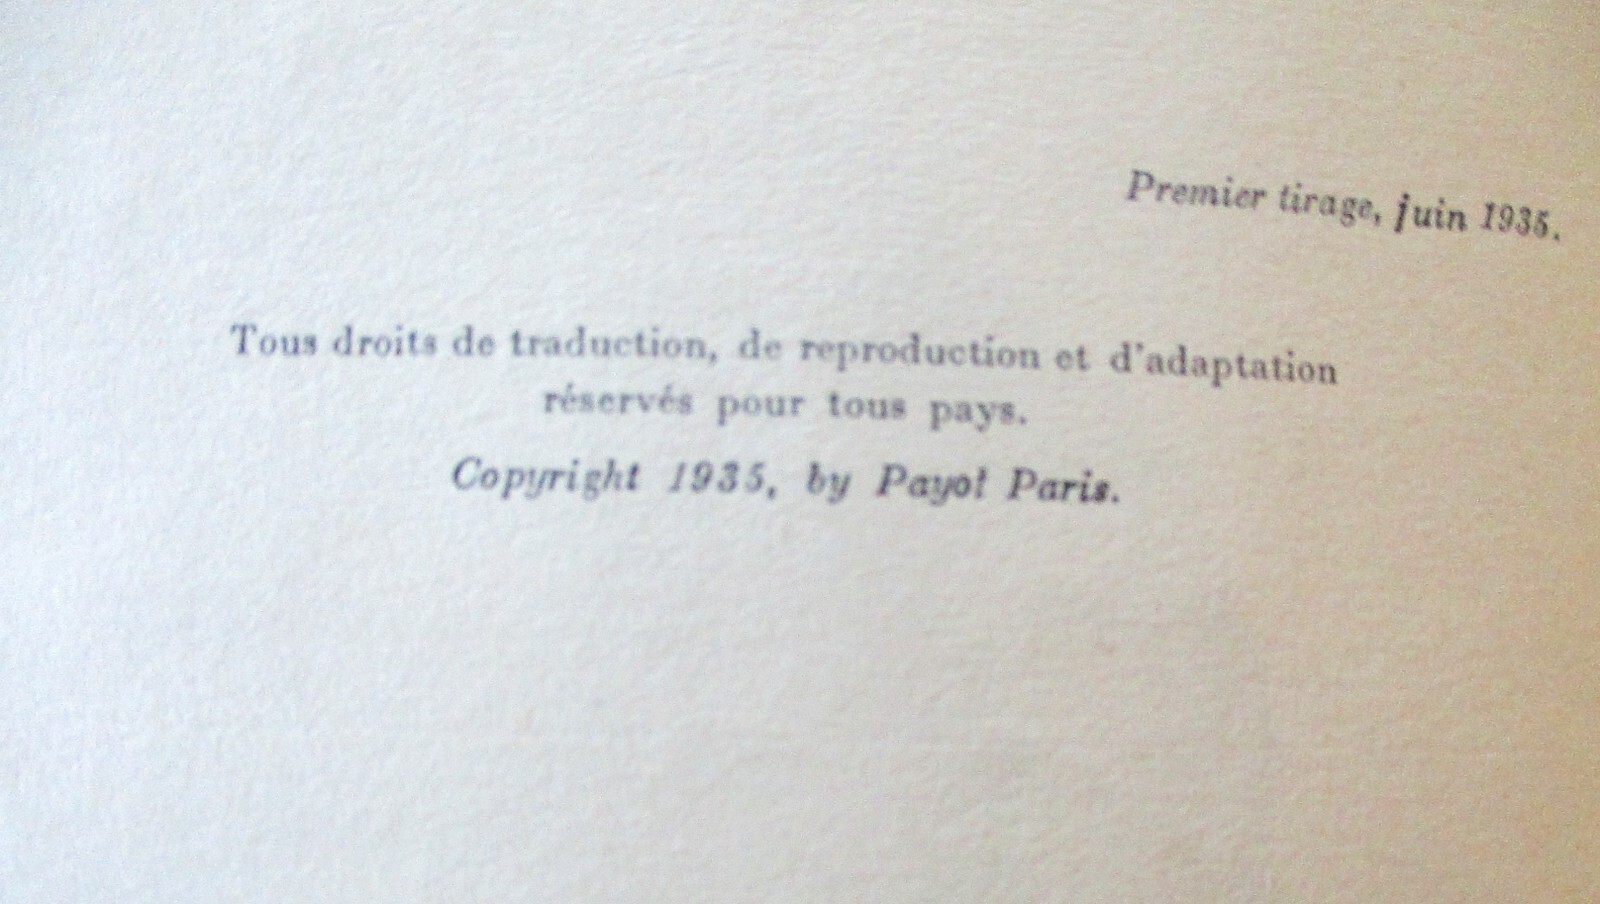 Premier tirage, juin 1935.
Tous droits de traduction, de reproduction et d'adaptation
réservés pour tous pays.
Copyright 1935, by Payot Paris.